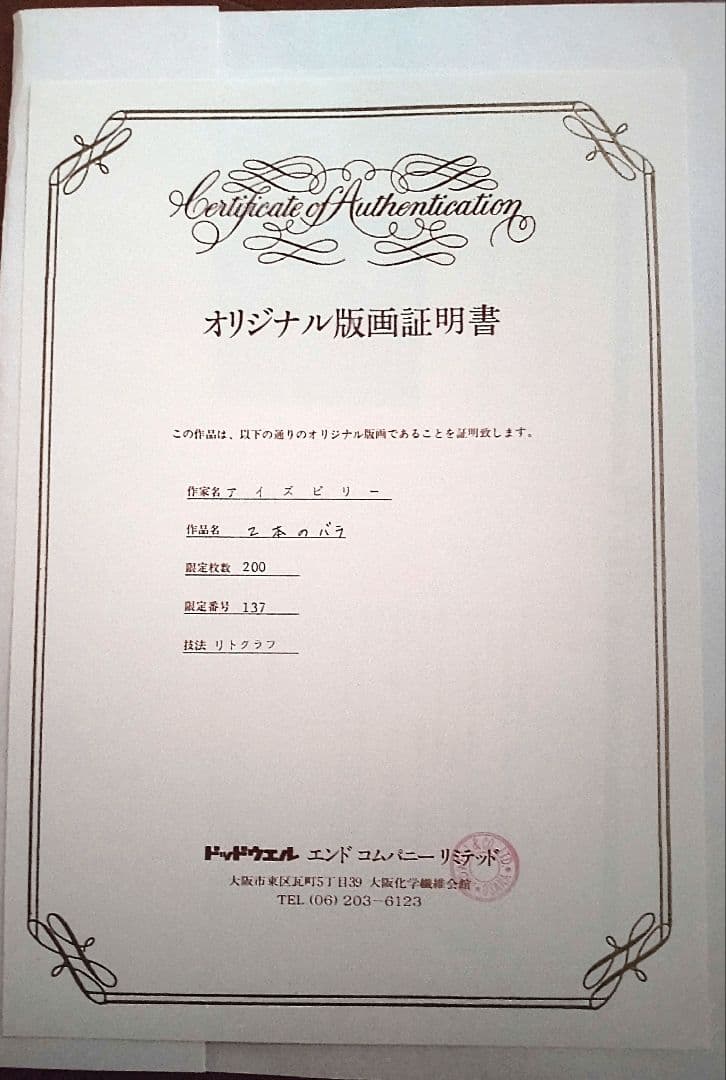 Certificate of Authentication
オリジナル版画証明書
この作品は、以下の通りのオリジナル版画であることを証明致します。
作家名 アイズピリー
作品名 2本のバラ
限定枚数 200
限定番号 137
技法 リトグラフ
ドッドウエル エンド コムパニー リミテッド
大阪市東区瓦町5丁目39 大阪化学繊維会館
TEL (06) 203-6123
& CO., LTD
OSAKA